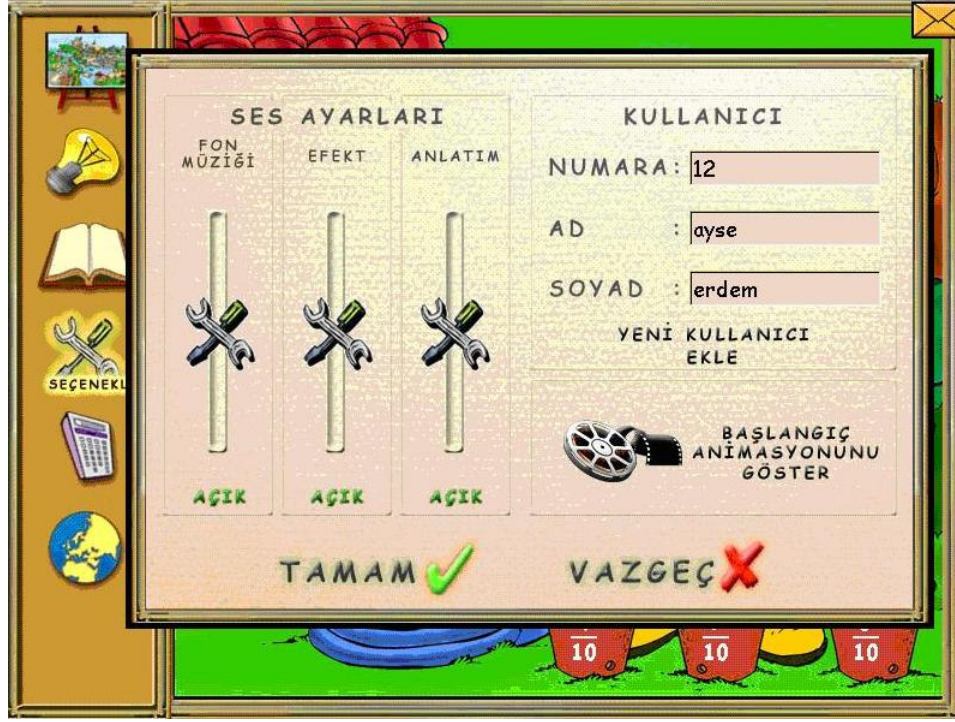 SES AYARLARI
FON
MÜZİĞİ
EFEKT
ANLATIM
AÇIK
AÇIK
AÇIK
KULLANICI
NUMARA: 12
AD : ayse
SOYAD : erdem
YENİ KULLANICI
EKLE
BAŞLANGIÇ
ANİMASYONUNU
GÖSTER
TAMAM
VAZGEÇ
SEÇENEKL
10
10
10